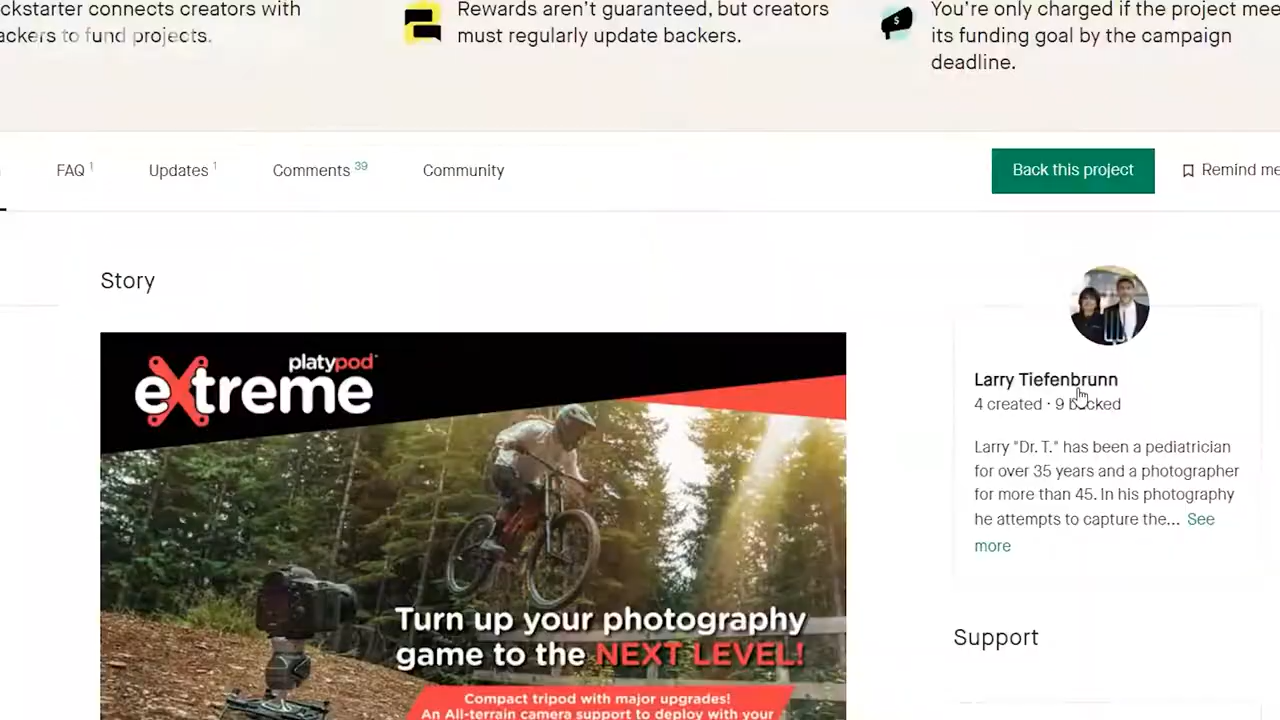 ckstarter connects creators with
ackers to fund projects.
Rewards aren't guaranteed, but creators
must regularly update backers.
$
You're only charged if the project mee
its funding goal by the campaign
deadline.
FAQ 1
Updates 1
Comments 39
Community
Back this project
Remind me
Story
platypod
extreme
Turn up your photography
game to the NEXT LEVEL!
Compact tripod with major upgrades!
An All-terrain camera support to deploy with your
Larry Tiefenbrunn
4 created · 9 backed
Larry "Dr. T." has been a pediatrician
for over 35 years and a photographer
for more than 45. In his photography
he attempts to capture the... See
more
Support